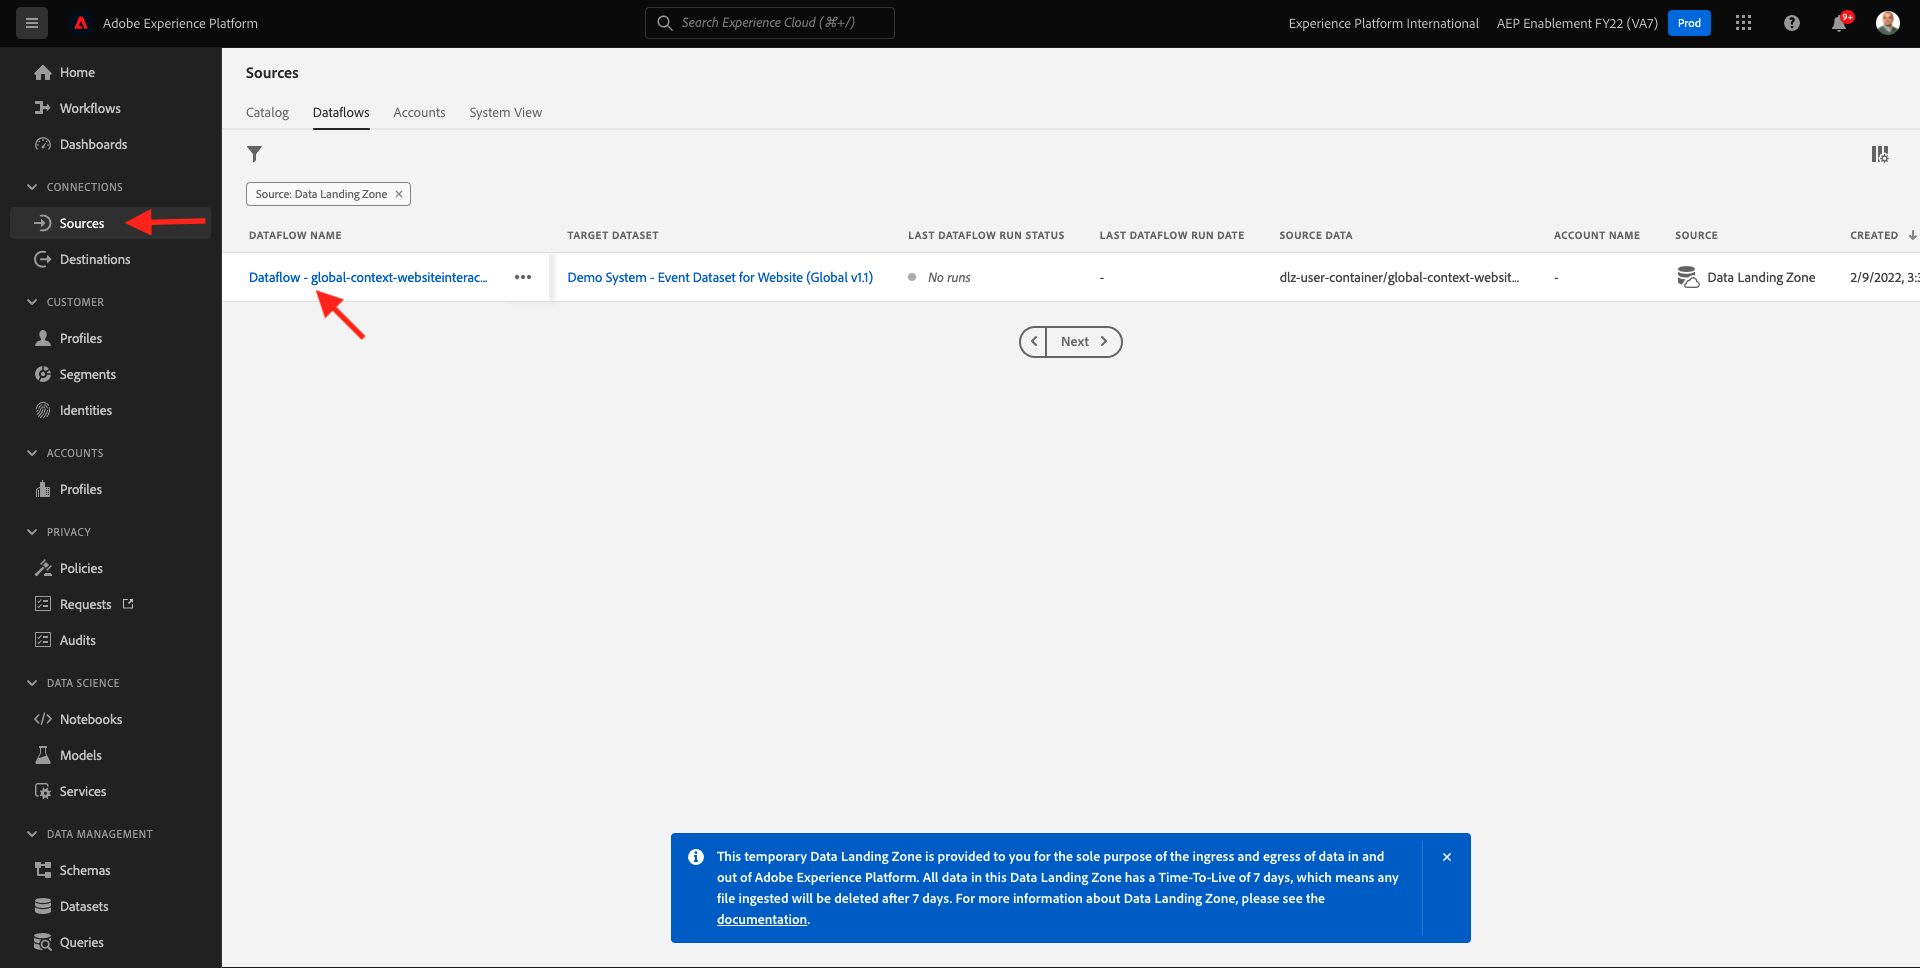 Adobe Experience Platform
Search Experience Cloud (⌘+/)
Experience Platform International
AEP Enablement FY22 (VA7)
Prod
9+
Home
Workflows
Dashboards
CONNECTIONS
Sources
Destinations
CUSTOMER
Profiles
Segments
Identities
ACCOUNTS
Profiles
PRIVACY
Policies
Requests
Audits
DATA SCIENCE
Notebooks
Models
Services
DATA MANAGEMENT
Schemas
Datasets
Queries
Sources
Catalog Dataflows Accounts System View
Source: Data Landing Zone ×
DATAFLOW NAME TARGET DATASET LAST DATAFLOW RUN STATUS LAST DATAFLOW RUN DATE SOURCE DATA ACCOUNT NAME SOURCE CREATED ↓
Dataflow - global-context-websiteinterac... ••• Demo System - Event Dataset for Website (Global v1.1) No runs - dlz-user-container/global-context-websit... - Data Landing Zone 2/9/2022, 3:3
Next
This temporary Data Landing Zone is provided to you for the sole purpose of the ingress and egress of data in and
out of Adobe Experience Platform. All data in this Data Landing Zone has a Time-To-Live of 7 days, which means any
file ingested will be deleted after 7 days. For more information about Data Landing Zone, please see the
documentation.